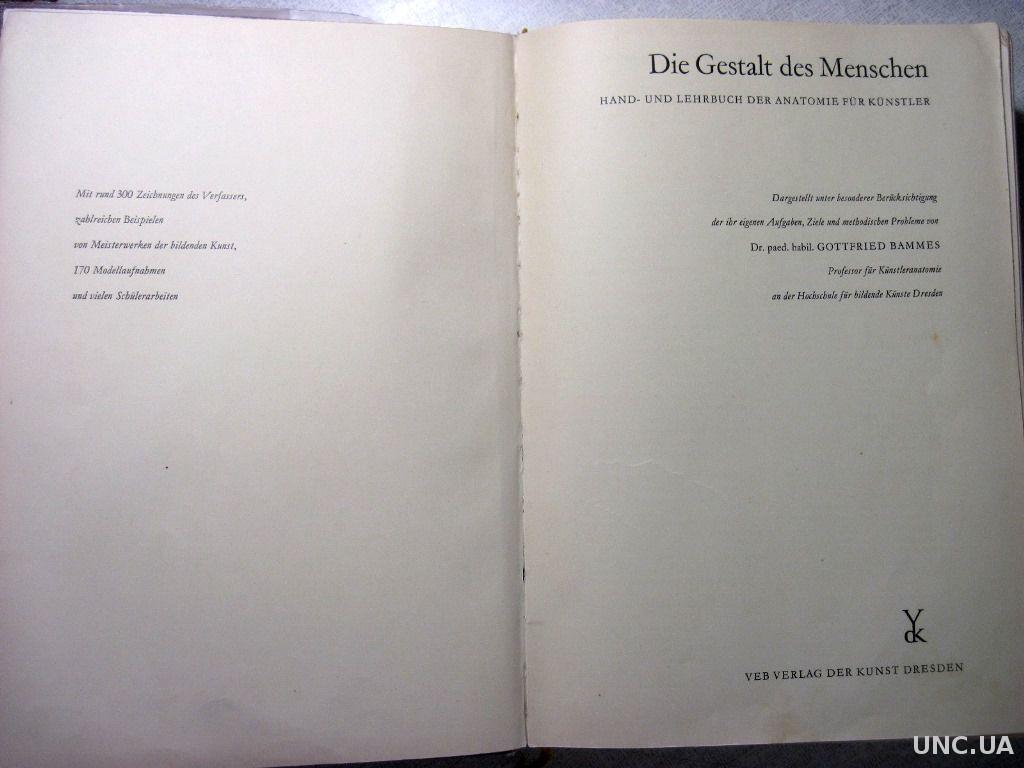 Mit rund 300 Zeichnungen des Verfassers,
zahlreichen Beispielen
von Meisterwerken der bildenden Kunst,
170 Modellaufnahmen
und vielen Schülerarbeiten
Die Gestalt des Menschen
HAND- UND LEHRBUCH DER ANATOMIE FÜR KÜNSTLER
Dargestellt unter besonderer Berücksichtigung
der ihr eigenen Aufgaben, Ziele und methodischen Probleme von
Dr. paed. habil. GOTTFRIED BAMMES
Professor für Künstleranatomie
an der Hochschule für bildende Künste Dresden
V
dk
VEB VERLAG DER KUNST DRESDEN
UNC.UA